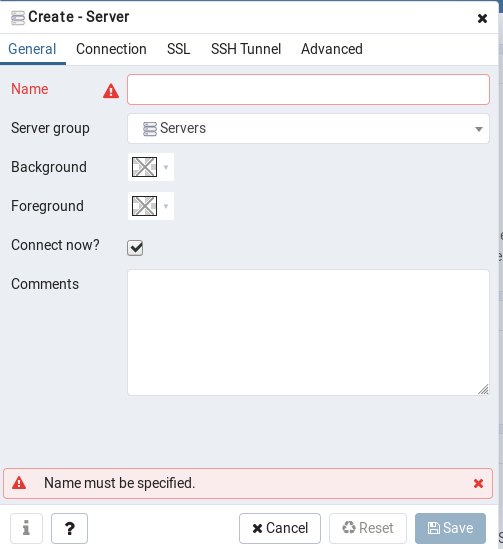 Create - Server
General Connection SSL SSH Tunnel Advanced
Name
Server group Servers
Background
Foreground
Connect now?
Comments
Name must be specified.
i ? Cancel Reset Save